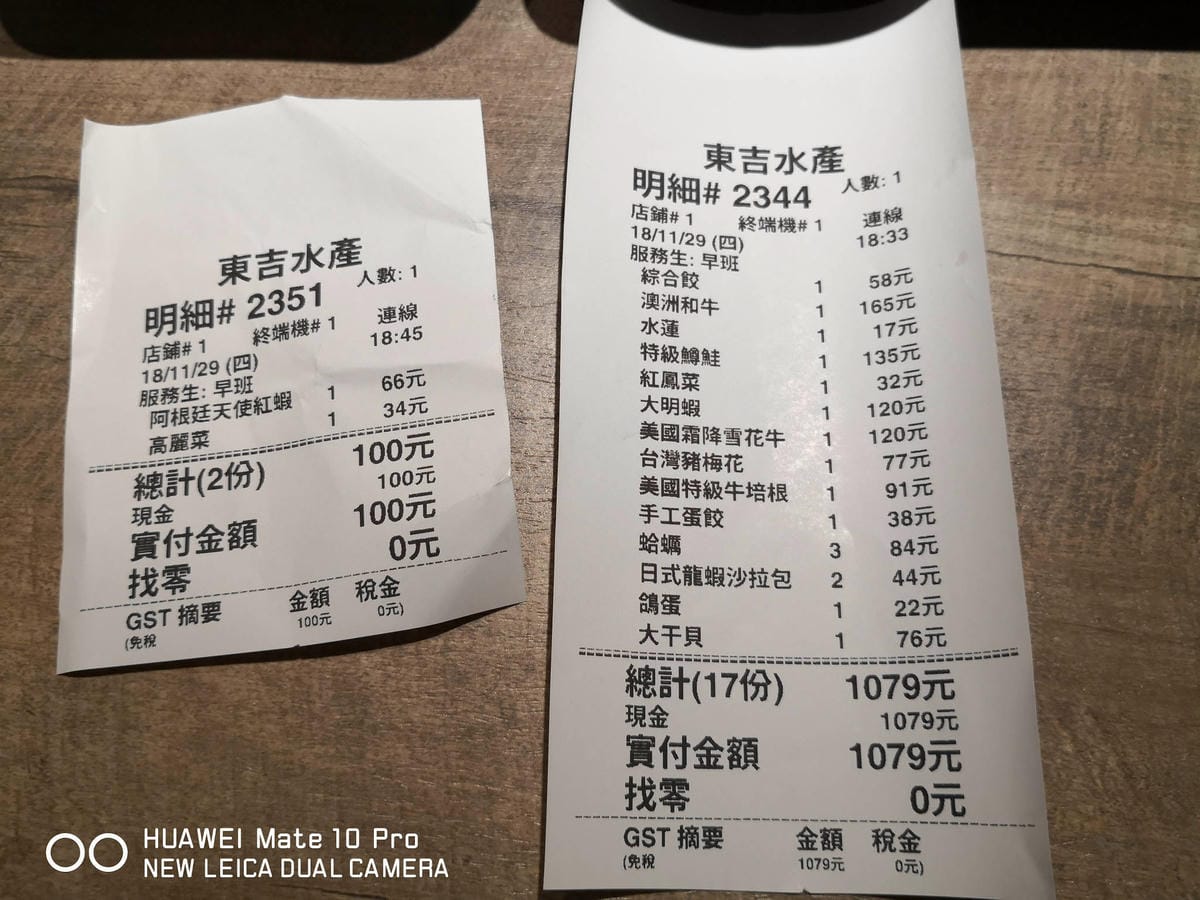 東吉水產
明細# 2351 人數: 1
店鋪# 1 終端機# 1 連線
18/11/29 (四) 18:45
服務生: 早班
阿根廷天使紅蝦 1 66元
高麗菜 1 34元
總計(2份) 100元
現金 100元
實付金額 100元
找零 0元
GST 摘要 金額 稅金
(免稅 100元 0元)
東吉水產
明細# 2344 人數: 1
店鋪# 1 終端機# 1 連線
18/11/29 (四) 18:33
服務生: 早班
綜合餃 1 58元
澳洲和牛 1 165元
水蓮 1 17元
特級鱒鮭 1 135元
紅鳳菜 1 32元
大明蝦 1 120元
美國霜降雪花牛 1 120元
台灣豬梅花 1 77元
美國特級牛培根 1 91元
手工蛋餃 1 38元
蛤蠣 3 84元
日式龍蝦沙拉包 2 44元
鴿蛋 1 22元
大干貝 1 76元
總計(17份) 1079元
現金 1079元
實付金額 1079元
找零 0元
GST 摘要 金額 稅金
(免稅 1079元 0元)
HUAWEI Mate 10 Pro
NEW LEICA DUAL CAMERA